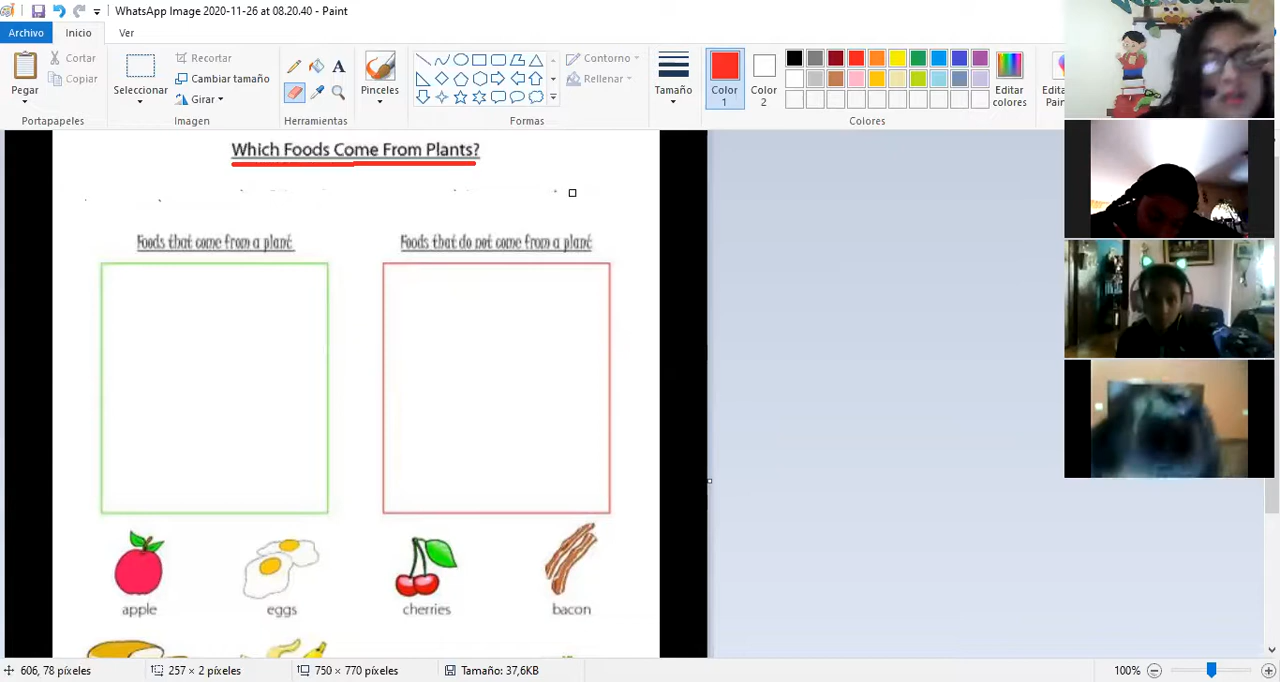 WhatsApp Image 2020-11-26 at 08.20.40 - Paint
Archivo Inicio Ver
Pegar
Cortar
Copiar
Portapapeles
Seleccionar
Recortar
Cambiar tamaño
Girar
Imagen
A
Herramientas
Pinceles
Contorno
Rellenar
Formas
Tamaño
Color 1
Color 2
Editar colores
Colores
Which Foods Come From Plants?
Foods that come from a plant
Foods that do not come from a plant
apple eggs cherries bacon
606, 78 píxeles 257 × 2 píxeles 750 × 770 píxeles Tamaño: 37,6KB 100%